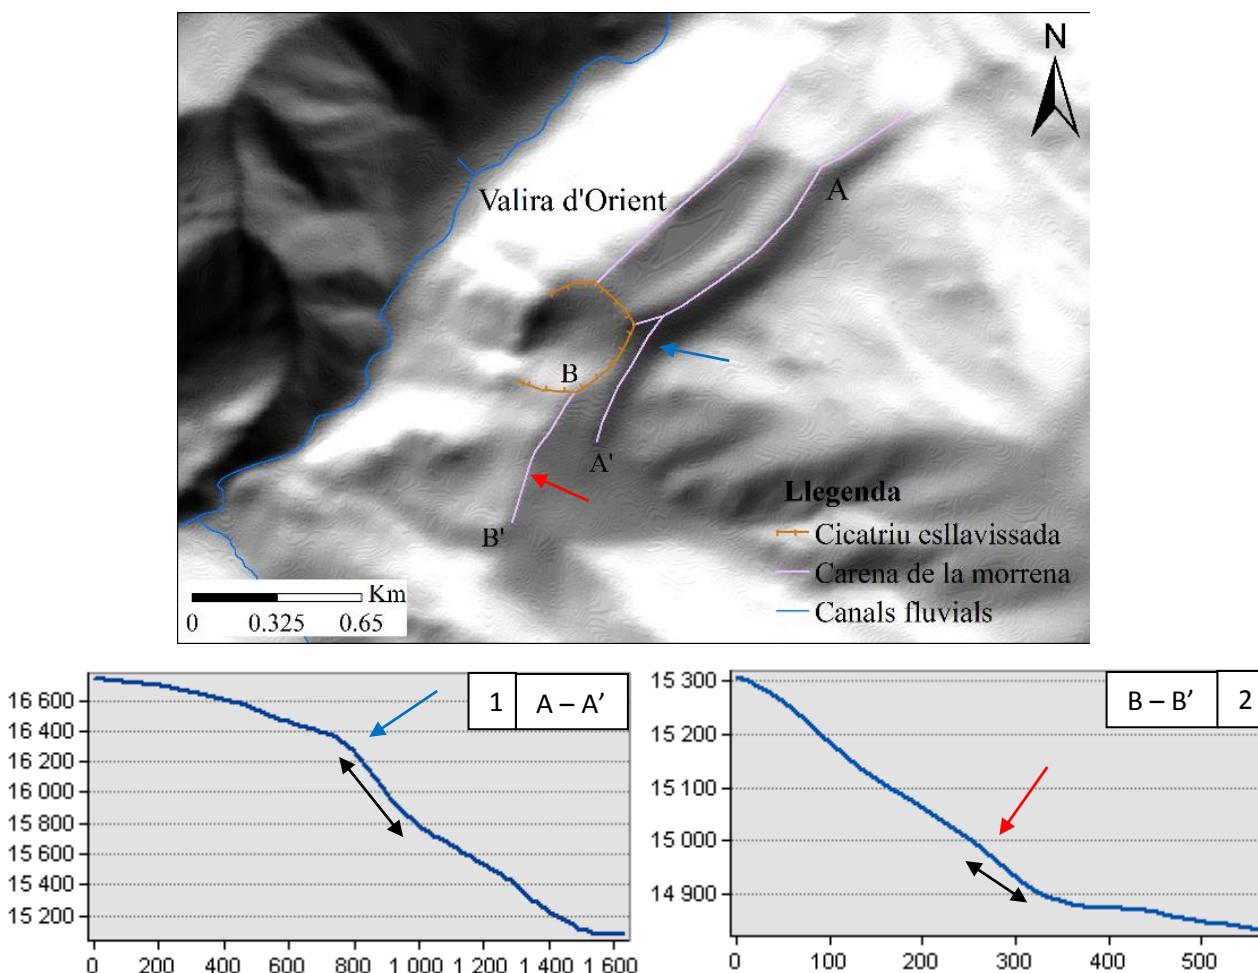 N
Valira d'Orient
A
B
A'
B'
Llegenda
Cicatriu esllavissada
Carena de la morrena
Canals fluvials
Km
0 0.325 0.65
1 A – A’
16 600
16 400
16 200
16 000
15 800
15 600
15 400
15 200
0 200 400 600 800 1 000 1 200 1 400 1 600
B – B’ 2
15 300
15 200
15 100
15 000
14 900
0 100 200 300 400 500